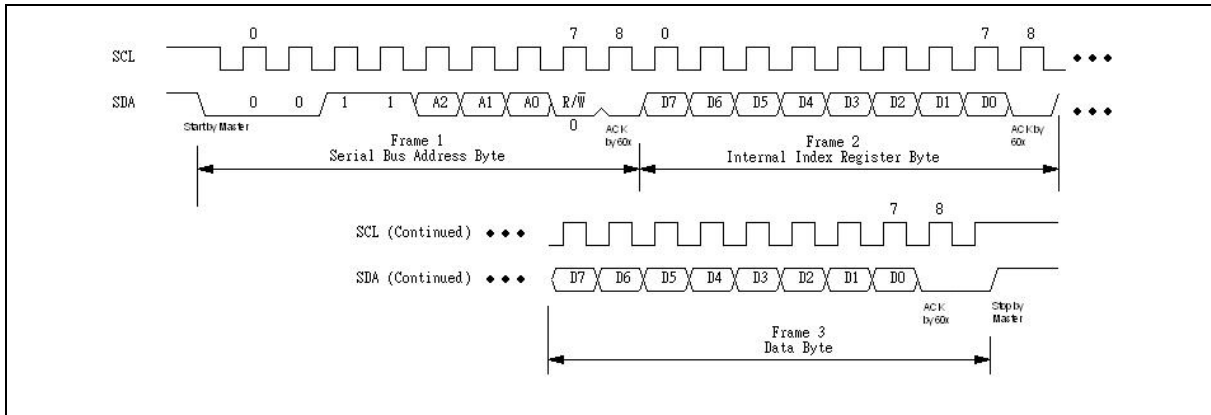 0 7 8 0 7 8
SCL
SDA 0 0 1 1 A2 A1 A0 R/W D7 D6 D5 D4 D3 D2 D1 D0
0
Start by Master
ACK
by 60x
ACK by
60x
Frame 1
Serial Bus Address Byte
Frame 2
Internal Index Register Byte
7 8
SCL (Continued)
SDA (Continued) D7 D6 D5 D4 D3 D2 D1 D0
ACK
by 60x
Stop by
Master
Frame 3
Data Byte